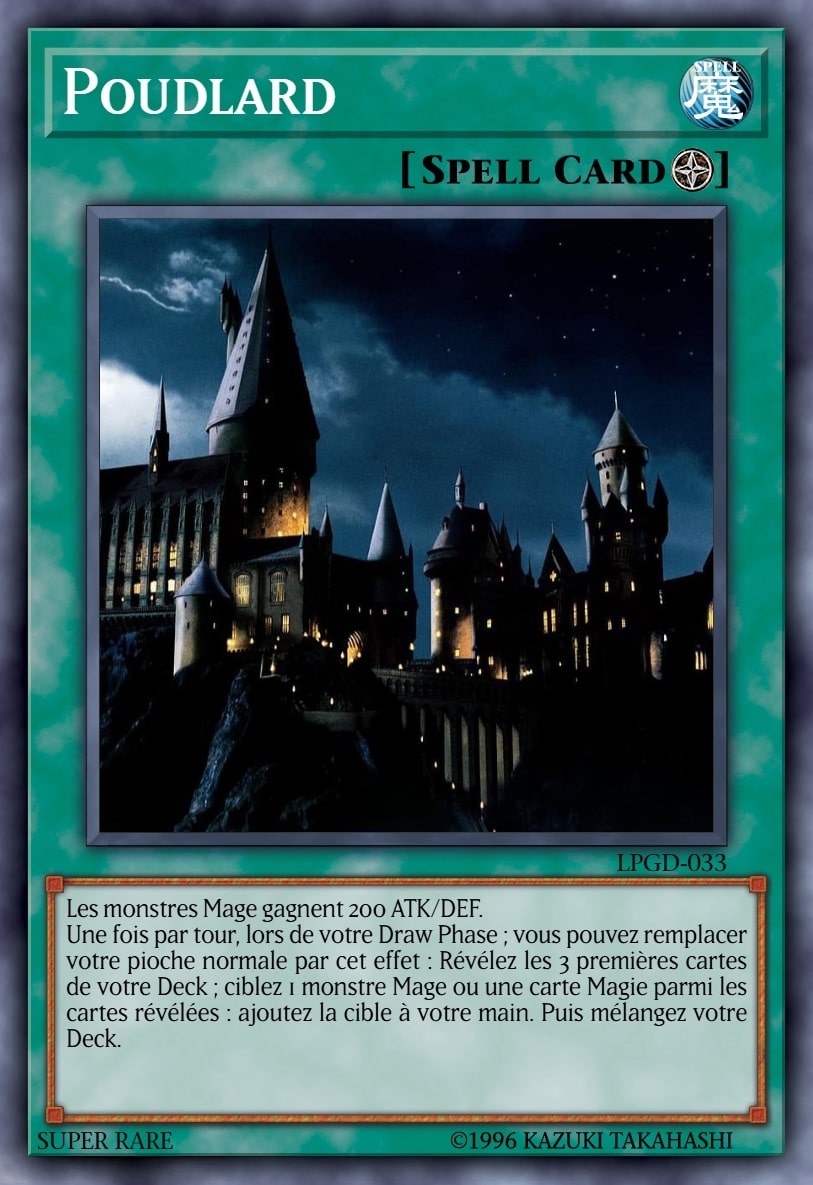 POUDLARD
SPELL
魔
[SPELL CARD]
LPGD-033
Les monstres Mage gagnent 200 ATK/DEF.
Une fois par tour, lors de votre Draw Phase ; vous pouvez remplacer
votre pioche normale par cet effet : Révélez les 3 premières cartes
de votre Deck ; ciblez 1 monstre Mage ou une carte Magie parmi les
cartes révélées : ajoutez la cible à votre main. Puis mélangez votre
Deck.
SUPER RARE
©1996 KAZUKI TAKAHASHI